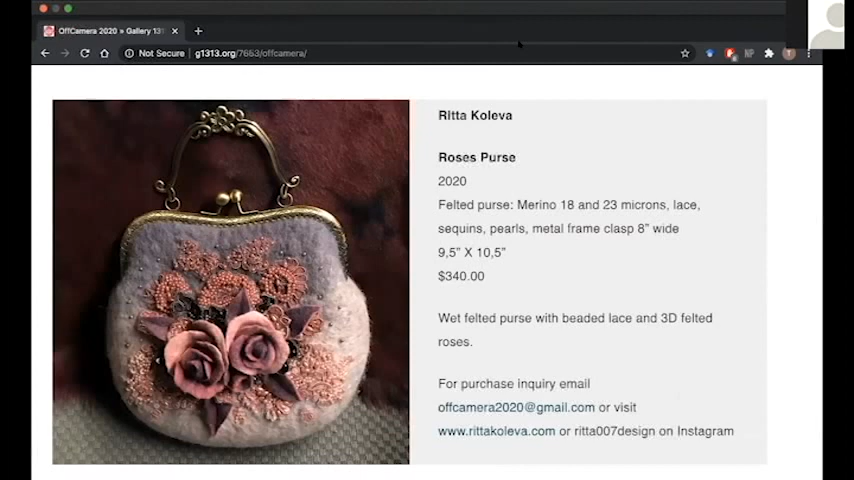 OffCamera 2020 » Gallery 131
Not Secure
g1313.org/7653/offcamera/
Ritta Koleva
Roses Purse
2020
Felted purse: Merino 18 and 23 microns, lace,
sequins, pearls, metal frame clasp 8” wide
9,5” X 10,5”
$340.00
Wet felted purse with beaded lace and 3D felted
roses.
For purchase inquiry email
offcamera2020@gmail.com or visit
www.rittakoleva.com or ritta007design on Instagram